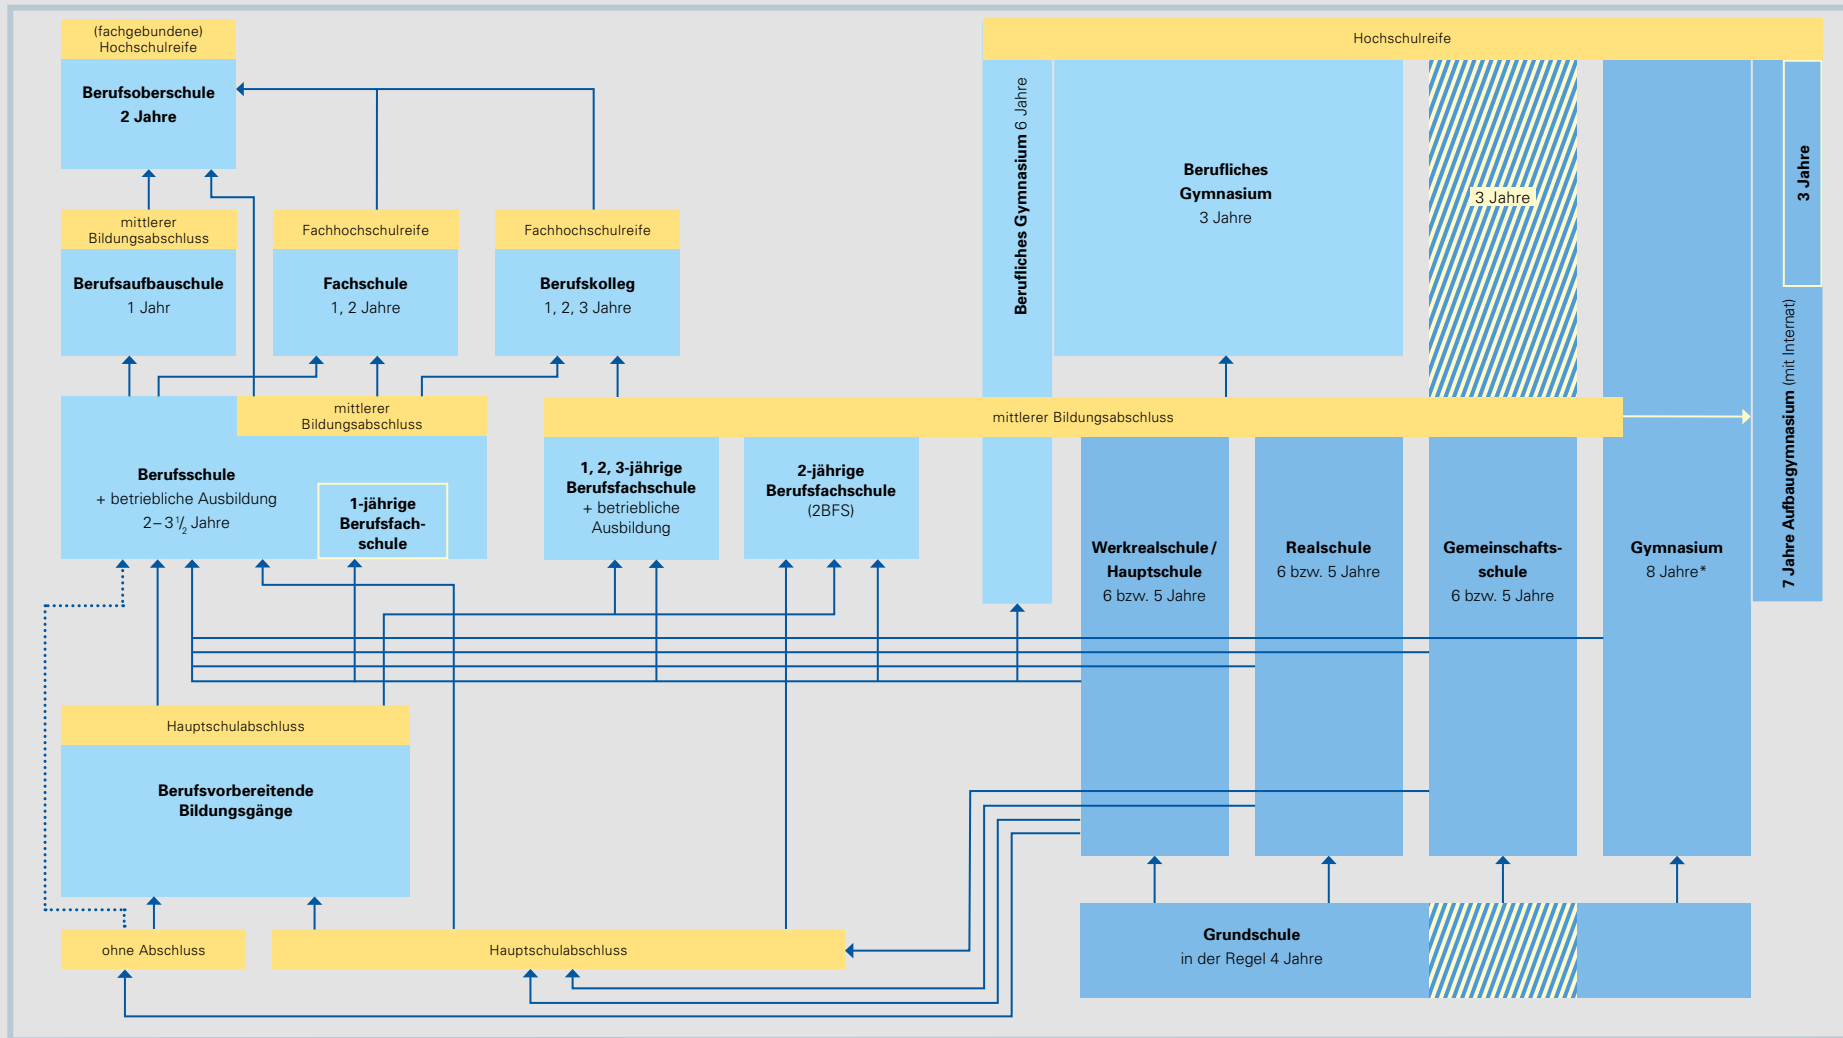 (fachgebundene)
Hochschulreife
Berufsoberschule
2 Jahre
Hochschulreife
Berufliches Gymnasium 6 Jahre
Berufliches
Gymnasium
3 Jahre
3 Jahre
3 Jahre
7 Jahre Aufbaugymnasium (mit Internat)
mittlerer
Bildungsabschluss
Berufsaufbauschule
1 Jahr
Fachhochschulreife
Fachschule
1, 2 Jahre
Fachhochschulreife
Berufskolleg
1, 2, 3 Jahre
mittlerer
Bildungsabschluss
Berufsschule
+ betriebliche Ausbildung
2–3 1/2 Jahre
1-jährige
Berufsfach-
schule
mittlerer Bildungsabschluss
1, 2, 3-jährige
Berufsfachschule
+ betriebliche
Ausbildung
2-jährige
Berufsfachschule
(2BFS)
Werkrealschule/
Hauptschule
6 bzw. 5 Jahre
Realschule
6 bzw. 5 Jahre
Gemeinschafts-
schule
6 bzw. 5 Jahre
Gymnasium
8 Jahre*
Hauptschulabschluss
Berufsvorbereitende
Bildungsgänge
ohne Abschluss
Hauptschulabschluss
Grundschule
in der Regel 4 Jahre